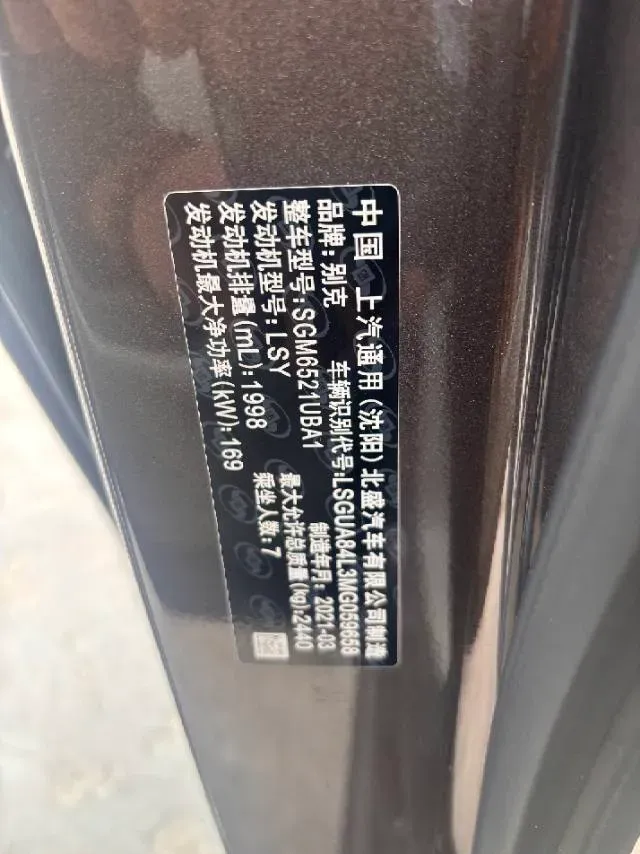 中国 上汽通用(沈阳)北盛汽车有限公司制造
品牌:别克 车辆识别代号:LSGUA84L3MG059658
整车型号:SGM6521UBA1 制造年月:2021-03
发动机型号:LSY 最大允许总质量(kg):2440
发动机排量(mL):1998 乘坐人数:7
发动机最大净功率(kW):169